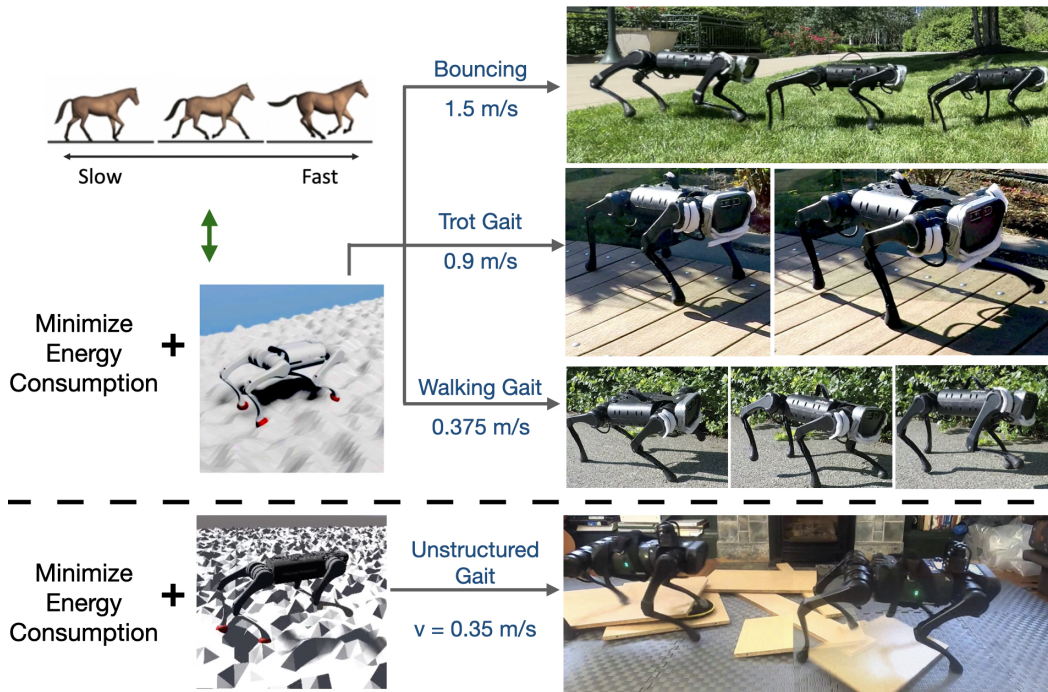 Slow
Fast
Bouncing
1.5 m/s
Trot Gait
0.9 m/s
Minimize
Energy
Consumption
+
Walking Gait
0.375 m/s
Minimize
Energy
Consumption
+
Unstructured
Gait
v = 0.35 m/s